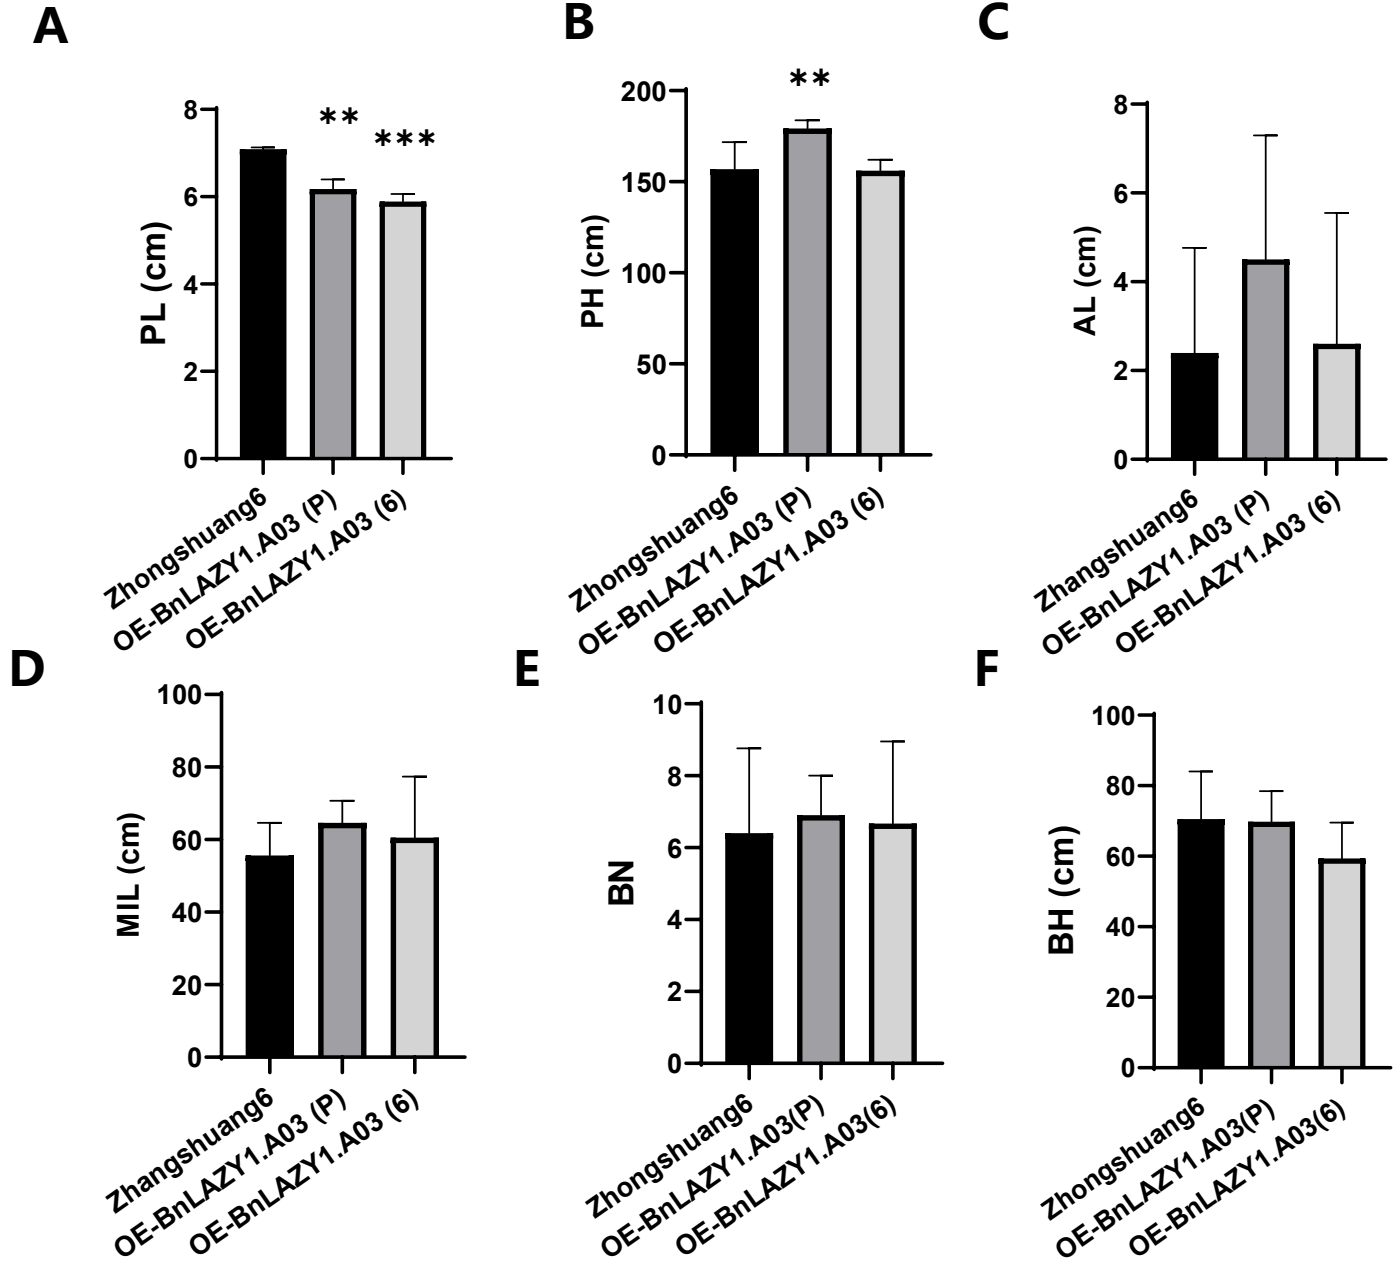 A
PL (cm)
8
6
4
2
0
**
***
Zhongshuang6
OE-BnLAZY1.A03 (P)
OE-BnLAZY1.A03 (6)
B
PH (cm)
200
150
100
50
0
**
Zhongshuang6
OE-BnLAZY1.A03 (P)
OE-BnLAZY1.A03 (6)
C
AL (cm)
8
6
4
2
0
Zhangshuang6
OE-BnLAZY1.A03 (P)
OE-BnLAZY1.A03 (6)
D
MIL (cm)
100
80
60
40
20
0
Zhangshuang6
OE-BnLAZY1.A03 (P)
OE-BnLAZY1.A03 (6)
E
BN
10
8
6
4
2
0
Zhongshuang6
OE-BnLAZY1.A03(P)
OE-BnLAZY1.A03(6)
F
BH (cm)
100
80
60
40
20
0
Zhongshuang6
OE-BnLAZY1.A03(P)
OE-BnLAZY1.A03(6)